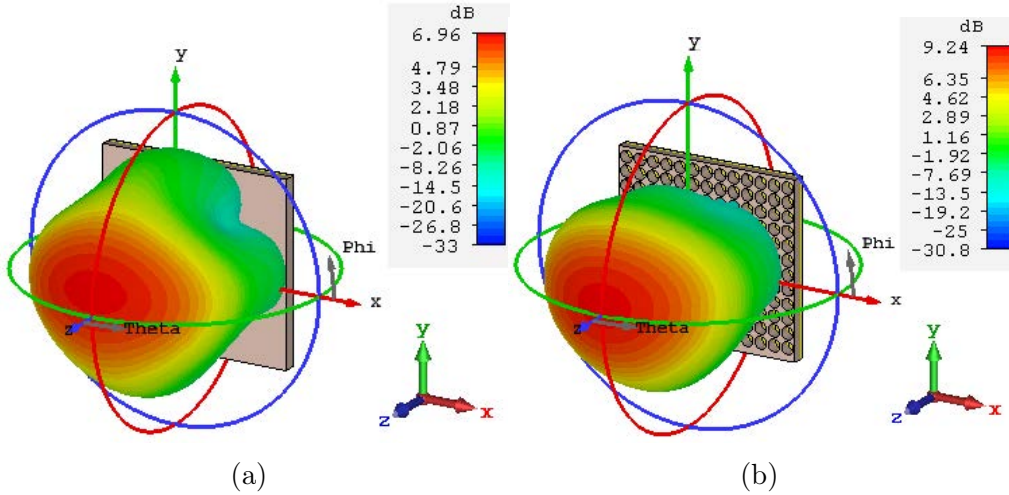 dB
6.96
4.79
3.48
2.18
0.87
-2.06
-8.26
-14.5
-20.6
-26.8
-33
y
Phi
x
z
Theta
y
z
x
(a)
dB
9.24
6.35
4.62
2.89
1.16
-1.92
-7.69
-13.5
-19.2
-25
-30.8
y
Phi
x
z
Theta
y
z
x
(b)